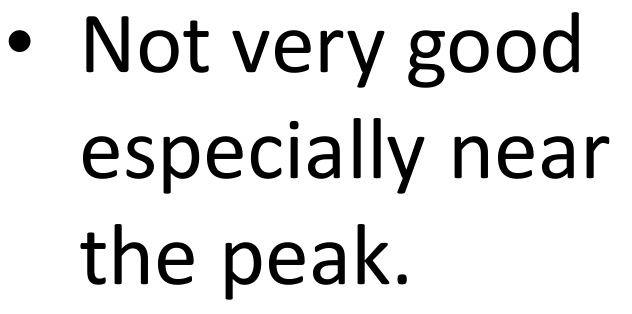 • Not very good
especially near
the peak.